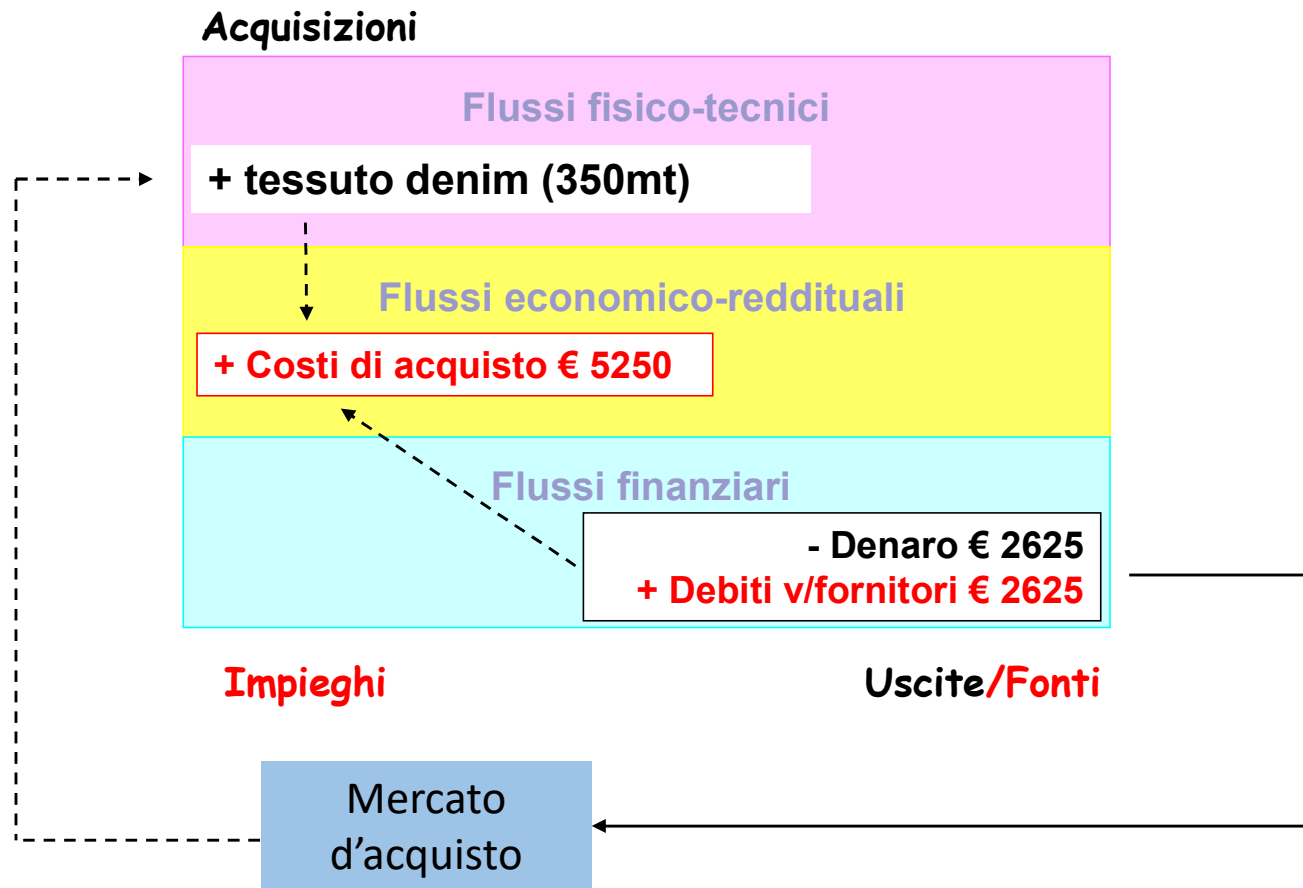 Acquisizioni
Flussi fisico-tecnici
+ tessuto denim (350mt)
Flussi economico-reddituali
+ Costi di acquisto € 5250
Flussi finanziari
- Denaro € 2625
+ Debiti v/fornitori € 2625
Impieghi
Uscite/Fonti
Mercato
d’acquisto